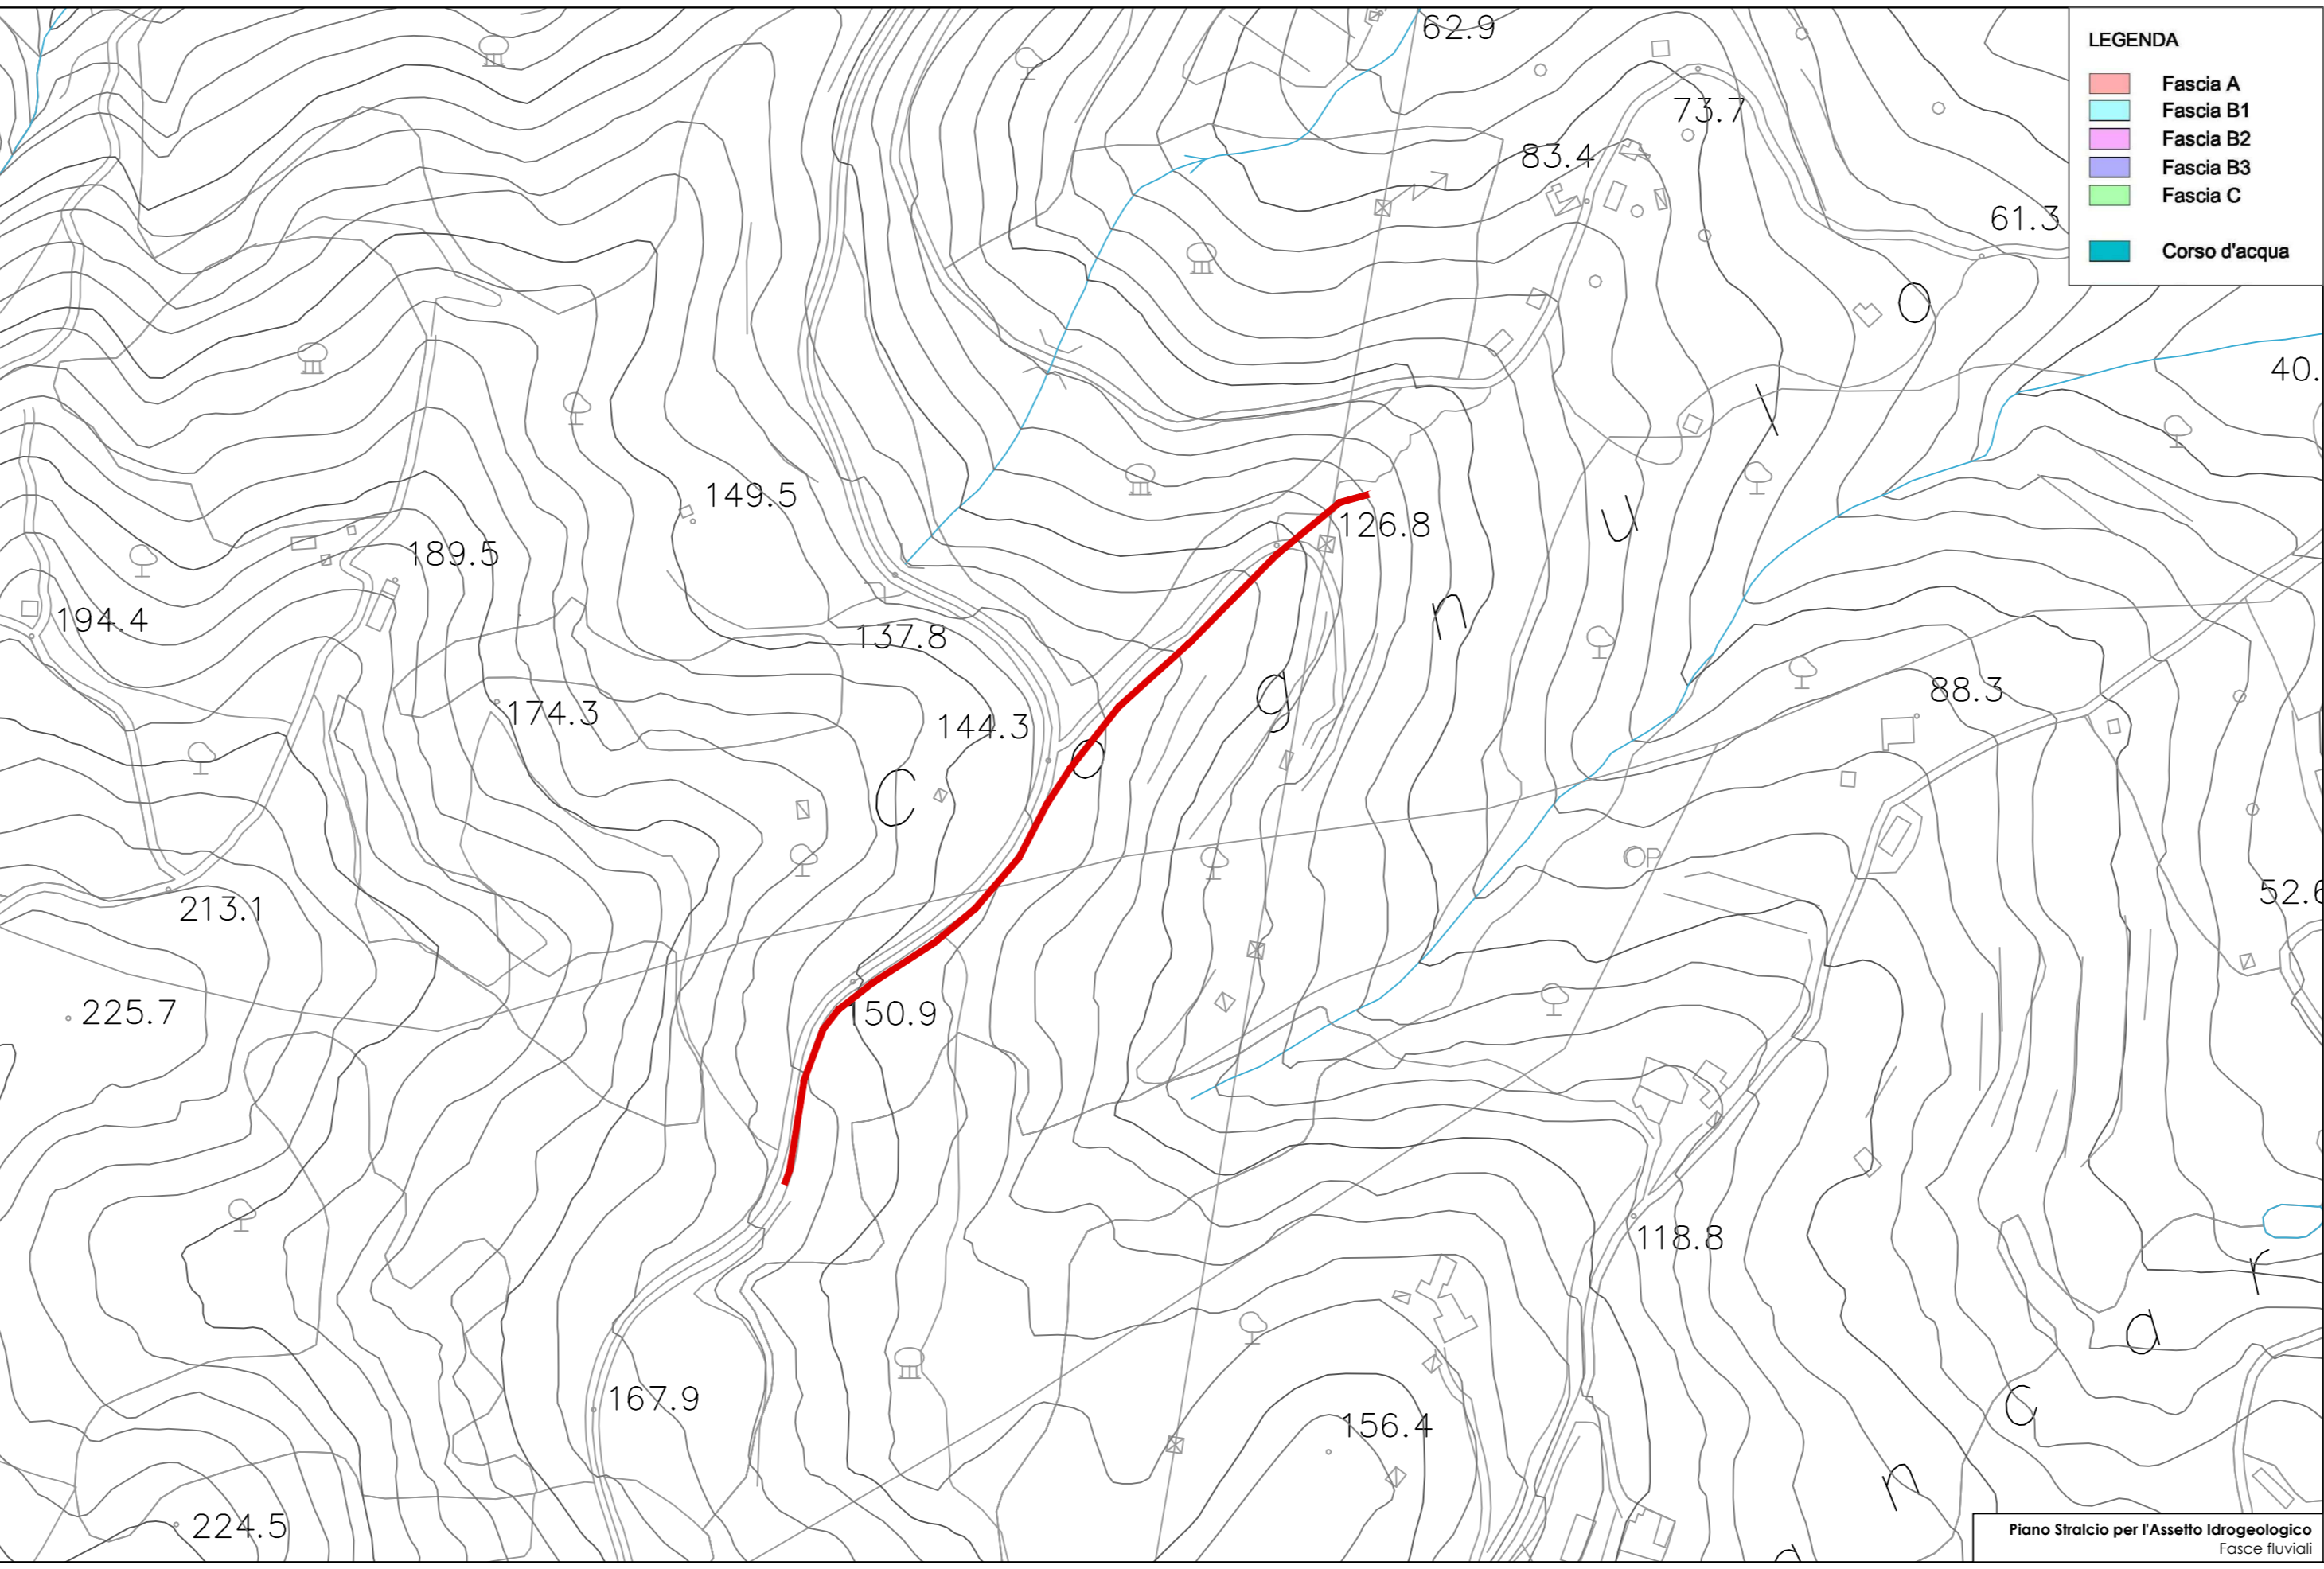 62.9
LEGENDA
Fascia A
Fascia B1
Fascia B2
Fascia B3
Fascia C
Corso d'acqua
73.7
83.4
61.3
40.
149.5
126.8
189.5
194.4
137.8
174.3
144.3
88.3
C o g n u l o
P
213.1
52.6
225.7
150.9
118.8
167.9
156.4
224.5
a n c a r
Piano Stralcio per l'Assetto Idrogeologico
Fasce fluviali